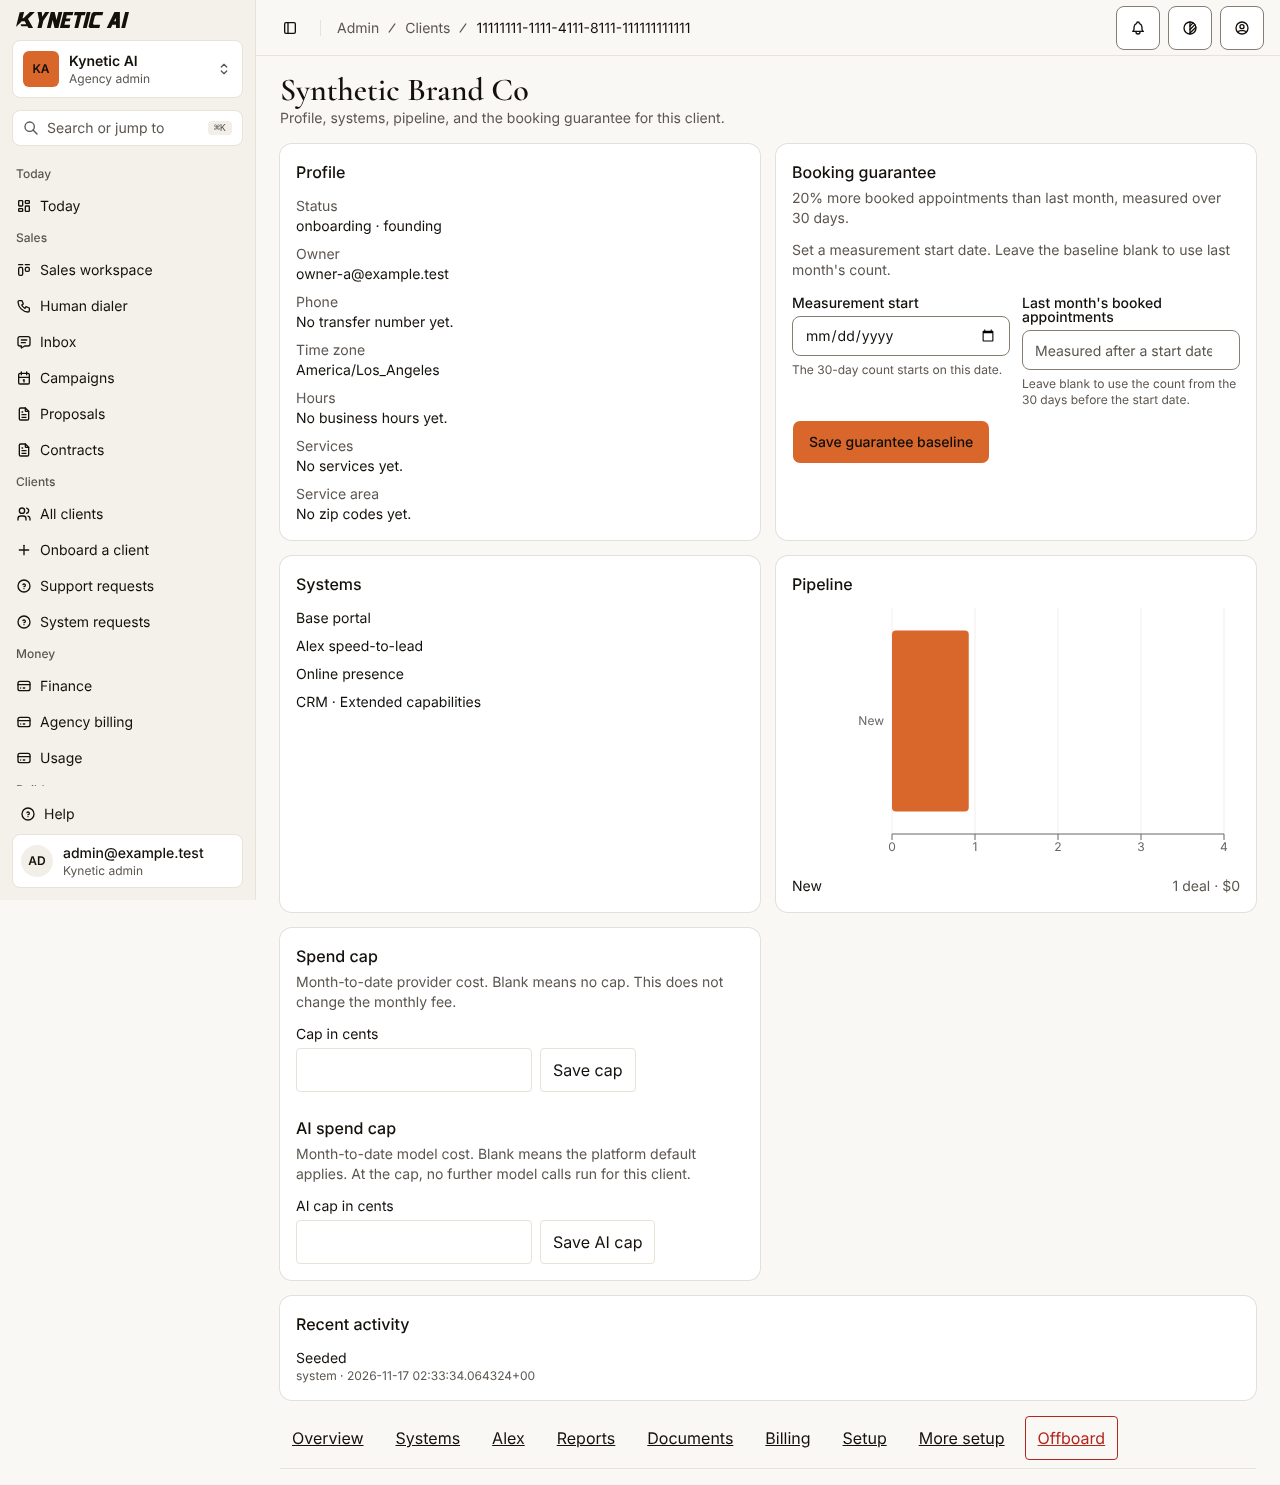 KYNETIC AI
KA
Kynetic AI
Agency admin
Search or jump to
⌘K
Today
Today
Sales
Sales workspace
Human dialer
Inbox
Campaigns
Proposals
Contracts
Clients
All clients
Onboard a client
Support requests
System requests
Money
Finance
Agency billing
Usage
Help
AD
admin@example.test
Kynetic admin
Admin / Clients / 11111111-1111-4111-8111-111111111111
Synthetic Brand Co
Profile, systems, pipeline, and the booking guarantee for this client.
Profile
Status
onboarding · founding
Owner
owner-a@example.test
Phone
No transfer number yet.
Time zone
America/Los_Angeles
Hours
No business hours yet.
Services
No services yet.
Service area
No zip codes yet.
Booking guarantee
20% more booked appointments than last month, measured over
30 days.
Set a measurement start date. Leave the baseline blank to use last
month's count.
Measurement start
mm/dd/yyyy
The 30-day count starts on this date.
Last month's booked
appointments
Measured after a start date
Leave blank to use the count from the
30 days before the start date.
Save guarantee baseline
Systems
Base portal
Alex speed-to-lead
Online presence
CRM · Extended capabilities
Pipeline
New
0 1 2 3 4
New 1 deal · $0
Spend cap
Month-to-date provider cost. Blank means no cap. This does not
change the monthly fee.
Cap in cents
Save cap
AI spend cap
Month-to-date model cost. Blank means the platform default
applies. At the cap, no further model calls run for this client.
AI cap in cents
Save AI cap
Recent activity
Seeded
system · 2026-11-17 02:33:34.064324+00
Overview Systems Alex Reports Documents Billing Setup More setup Offboard